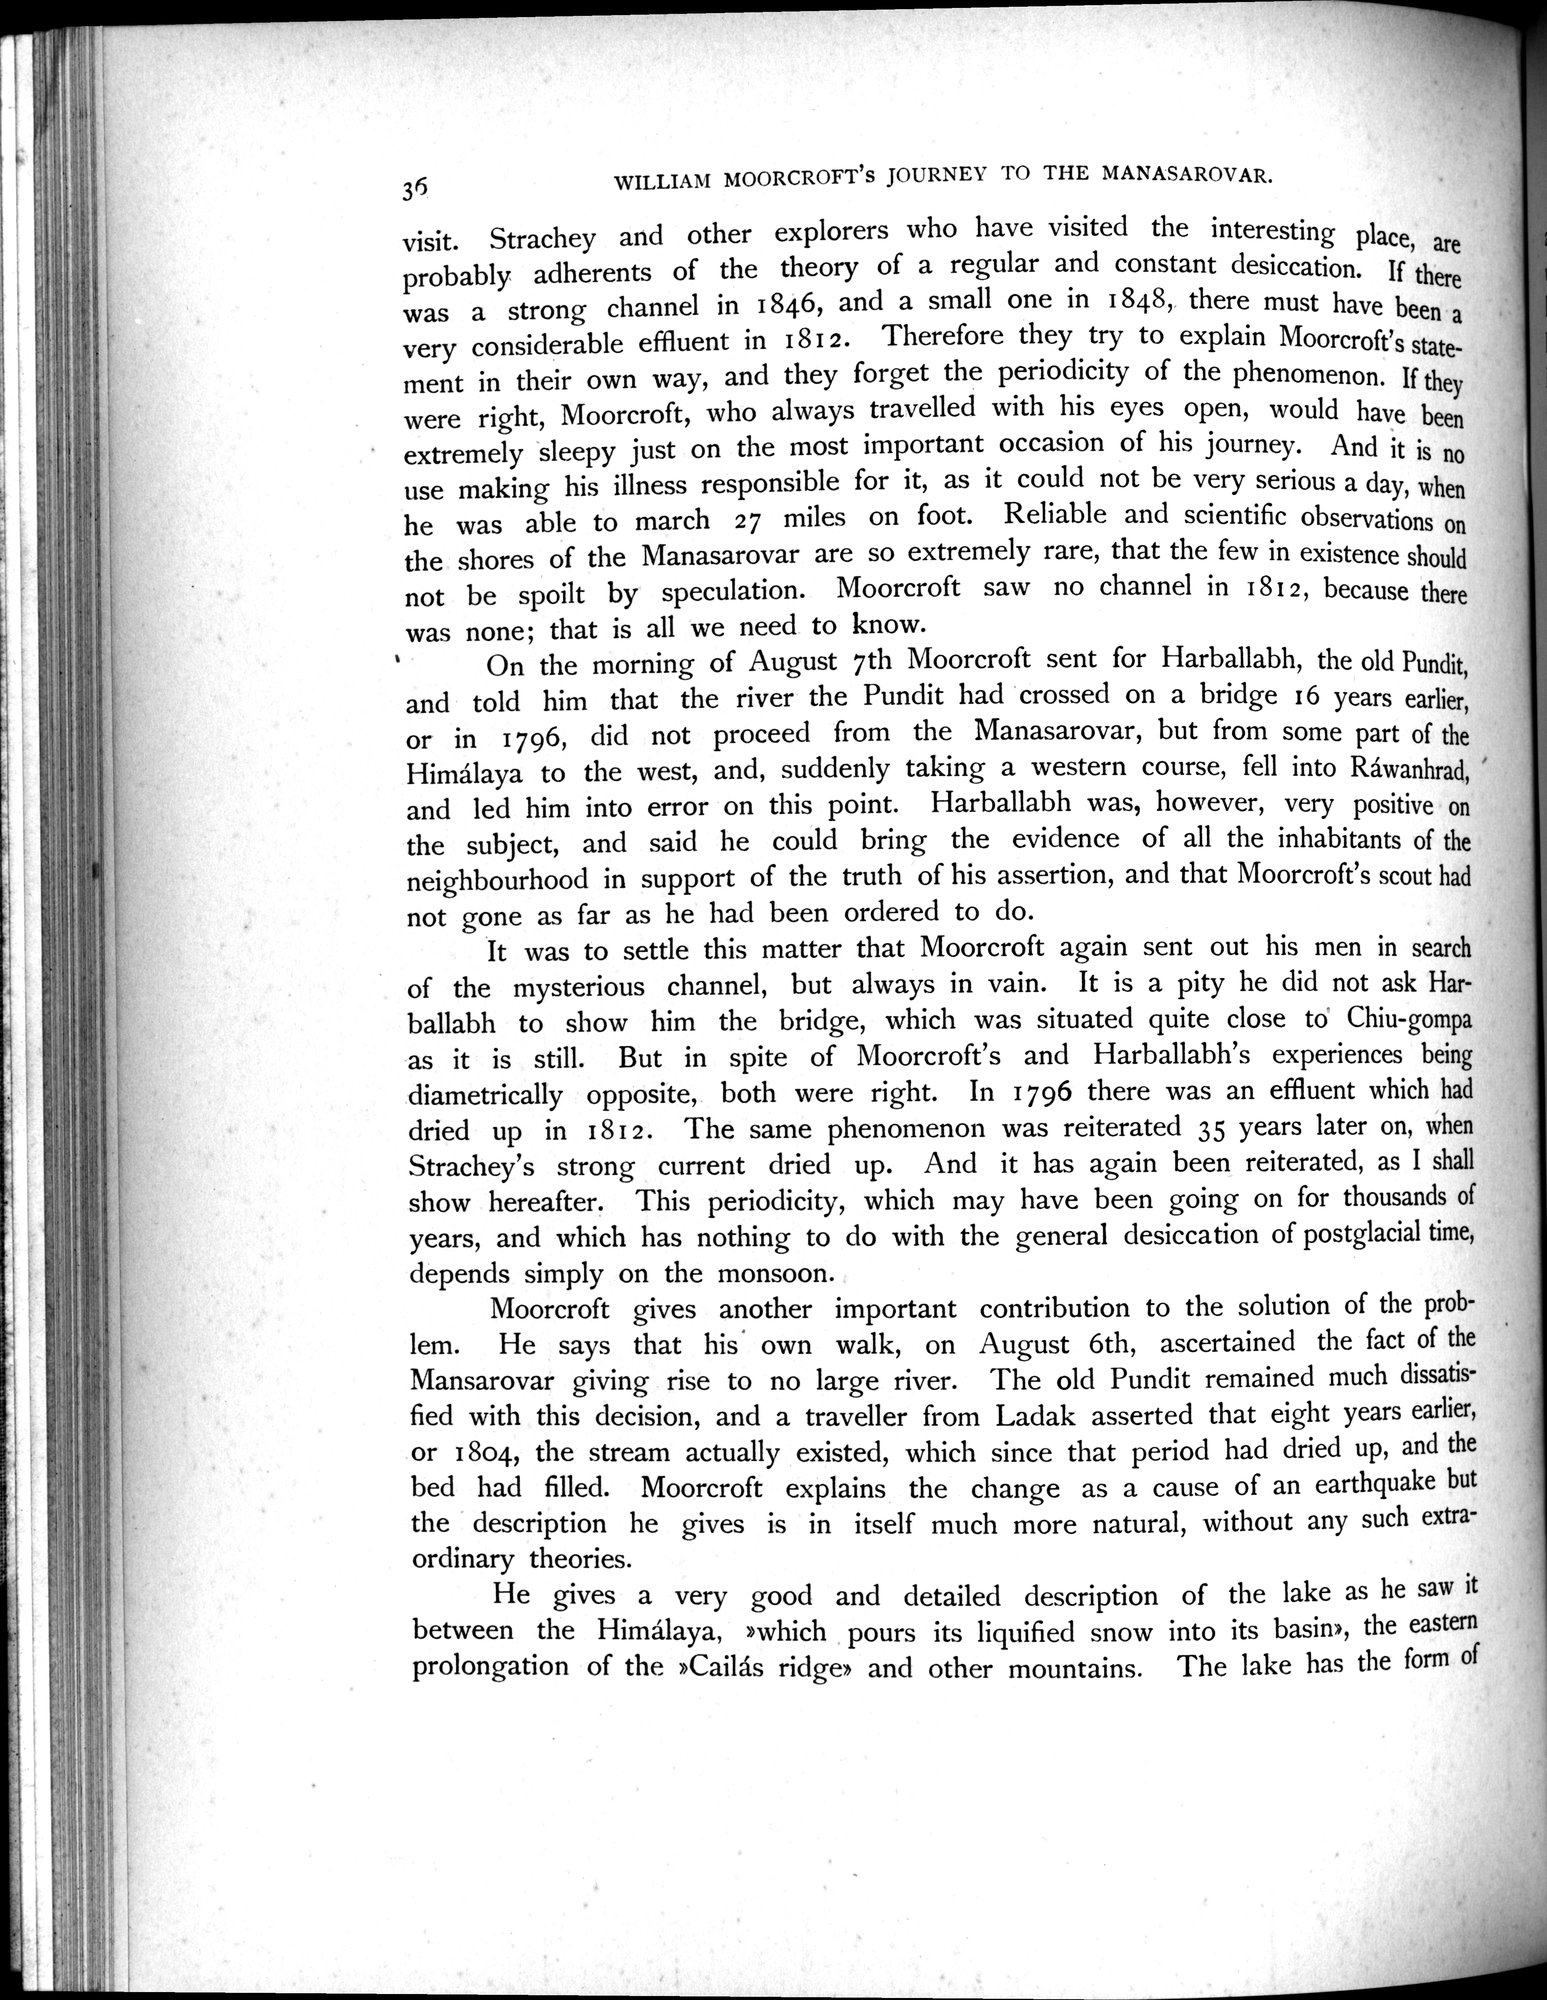 36 WILLIAM MOORCROFT's JOURNEY TO THE MANASAROVAR.
visit. Strachey and other explorers who have visited the interesting place, are
probably adherents of the theory of a regular and constant desiccation. If there
was a strong channel in 1846, and a small one in 1848, there must have been a
very considerable effluent in 1812. Therefore they try to explain Moorcroft's state-
ment in their own way, and they forget the periodicity of the phenomenon. If they
were right, Moorcroft, who always travelled with his eyes open, would have been
extremely sleepy just on the most important occasion of his journey. And it is no
use making his illness responsible for it, as it could not be very serious a day, when
he was able to march 27 miles on foot. Reliable and scientific observations on
the shores of the Manasarovar are so extremely rare, that the few in existence should
not be spoilt by speculation. Moorcroft saw no channel in 1812, because there
was none; that is all we need to know.
On the morning of August 7th Moorcroft sent for Harballabh, the old Pundit,
and told him that the river the Pundit had crossed on a bridge 16 years earlier,
or in 1796, did not proceed from the Manasarovar, but from some part of the
Himálaya to the west, and, suddenly taking a western course, fell into Ráwanhrad,
and led him into error on this point. Harballabh was, however, very positive on
the subject, and said he could bring the evidence of all the inhabitants of the
neighbourhood in support of the truth of his assertion, and that Moorcroft's scout had
not gone as far as he had been ordered to do.
It was to settle this matter that Moorcroft again sent out his men in search
of the mysterious channel, but always in vain. It is a pity he did not ask Har-
ballabh to show him the bridge, which was situated quite close to Chiu-gompa
as it is still. But in spite of Moorcroft's and Harballabh's experiences being
diametrically opposite, both were right. In 1796 there was an effluent which had
dried up in 1812. The same phenomenon was reiterated 35 years later on, when
Strachey's strong current dried up. And it has again been reiterated, as I shall
show hereafter. This periodicity, which may have been going on for thousands of
years, and which has nothing to do with the general desiccation of postglacial time,
depends simply on the monsoon.
Moorcroft gives another important contribution to the solution of the prob-
lem. He says that his own walk, on August 6th, ascertained the fact of the
Mansarovar giving rise to no large river. The old Pundit remained much dissatis-
fied with this decision, and a traveller from Ladak asserted that eight years earlier,
or 1804, the stream actually existed, which since that period had dried up, and the
bed had filled. Moorcroft explains the change as a cause of an earthquake but
the description he gives is in itself much more natural, without any such extra-
ordinary theories.
He gives a very good and detailed description of the lake as he saw it
between the Himálaya, »which pours its liquified snow into its basin», the eastern
prolongation of the »Cailás ridge» and other mountains. The lake has the form of